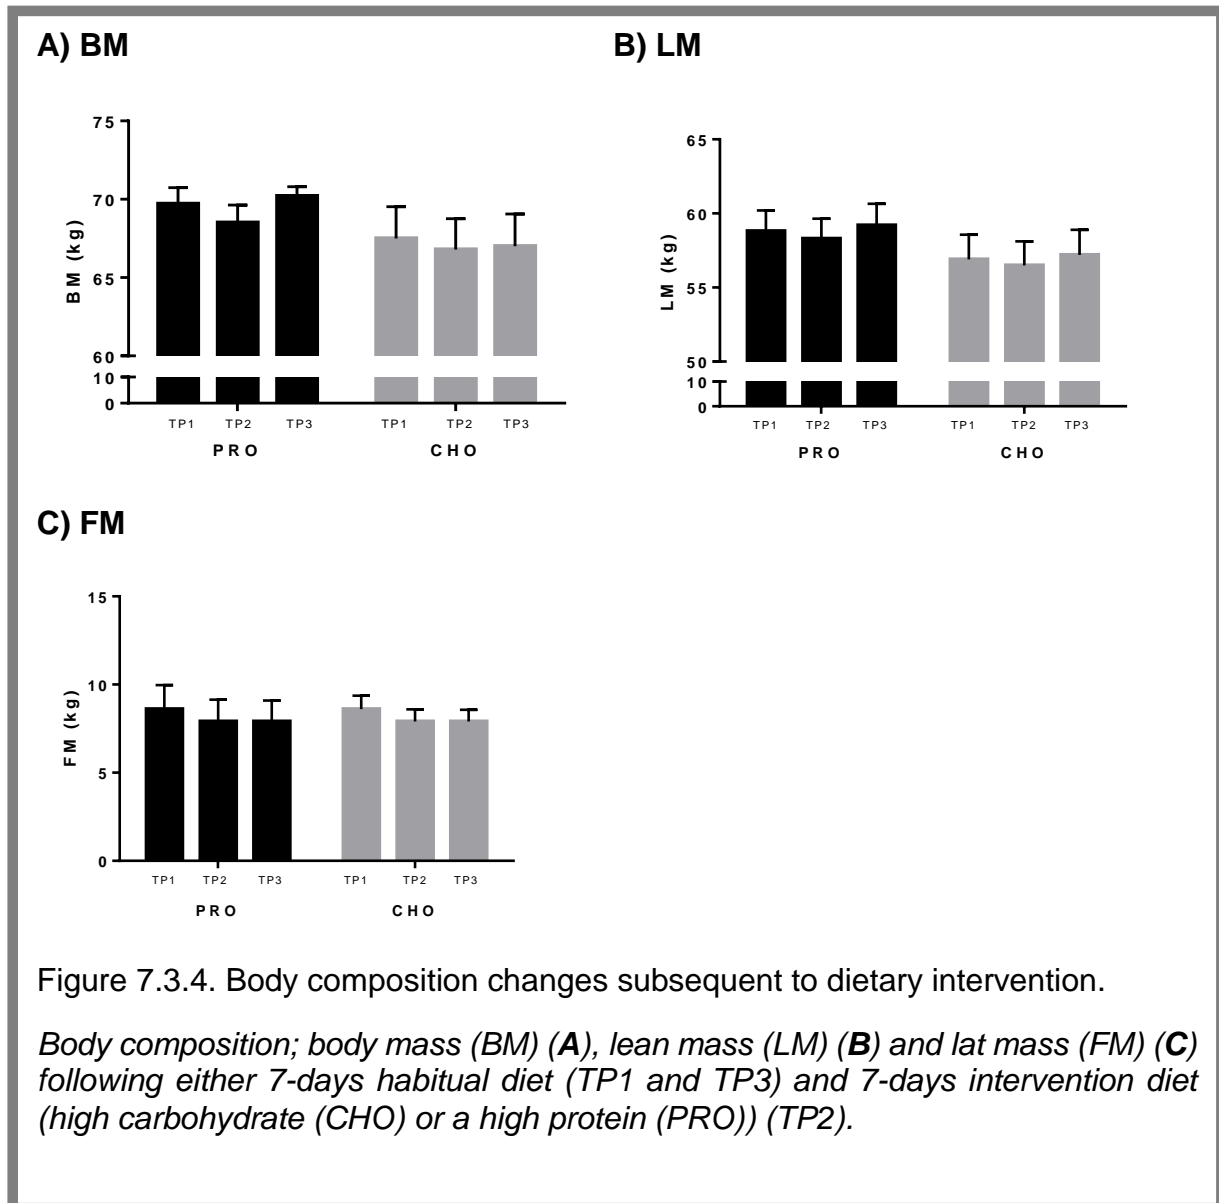 A) BM
B) LM
75
70
65
60
10
0
BM (kg)
TP1 TP2 TP3 TP1 TP2 TP3
PRO CHO
65
60
55
50
10
0
LM (kg)
TP1 TP2 TP3 TP1 TP2 TP3
PRO CHO
C) FM
15
10
5
0
FM (kg)
TP1 TP2 TP3 TP1 TP2 TP3
PRO CHO
Figure 7.3.4. Body composition changes subsequent to dietary intervention.
Body composition; body mass (BM) (A), lean mass (LM) (B) and lat mass (FM) (C)
following either 7-days habitual diet (TP1 and TP3) and 7-days intervention diet
(high carbohydrate (CHO) or a high protein (PRO)) (TP2).